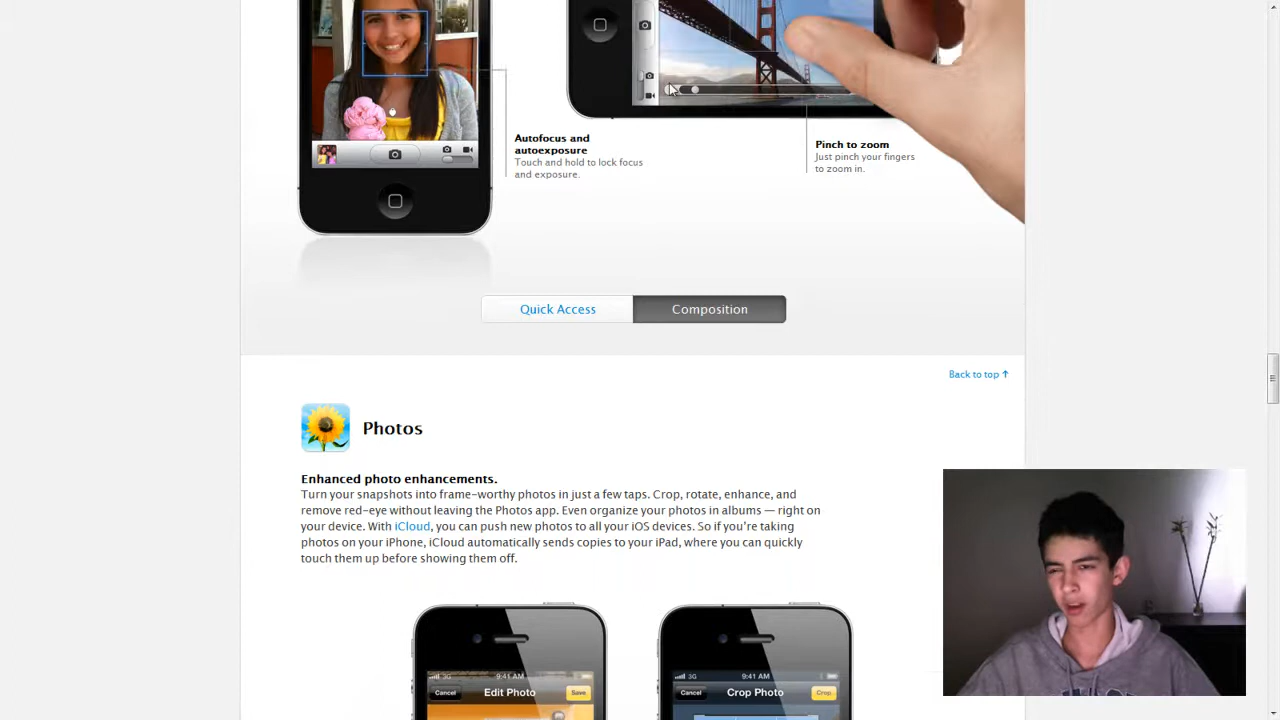 Autofocus and
autoexposure
Touch and hold to lock focus
and exposure.
Pinch to zoom
Just pinch your fingers
to zoom in.
Quick Access
Composition
Back to top ↑
Photos
Enhanced photo enhancements.
Turn your snapshots into frame-worthy photos in just a few taps. Crop, rotate, enhance, and
remove red-eye without leaving the Photos app. Even organize your photos in albums — right on
your device. With iCloud, you can push new photos to all your iOS devices. So if you’re taking
photos on your iPhone, iCloud automatically sends copies to your iPad, where you can quickly
touch them up before showing them off.
3G 9:41 AM
Cancel Edit Photo Save
3G 9:41 AM
Cancel Crop Photo Crop